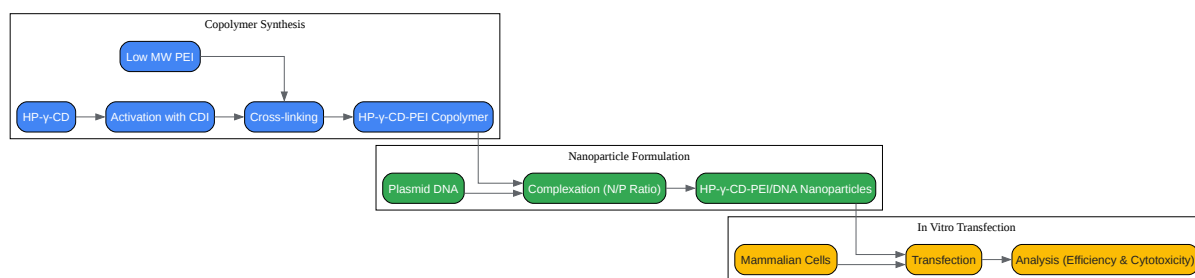 Copolymer Synthesis
Low MW PEI
HP-γ-CD
Activation with CDI
Cross-linking
HP-γ-CD-PEI Copolymer
Nanoparticle Formulation
Plasmid DNA
Complexation (N/P Ratio)
HP-γ-CD-PEI/DNA Nanoparticles
In Vitro Transfection
Mammalian Cells
Transfection
Analysis (Efficiency & Cytotoxicity)